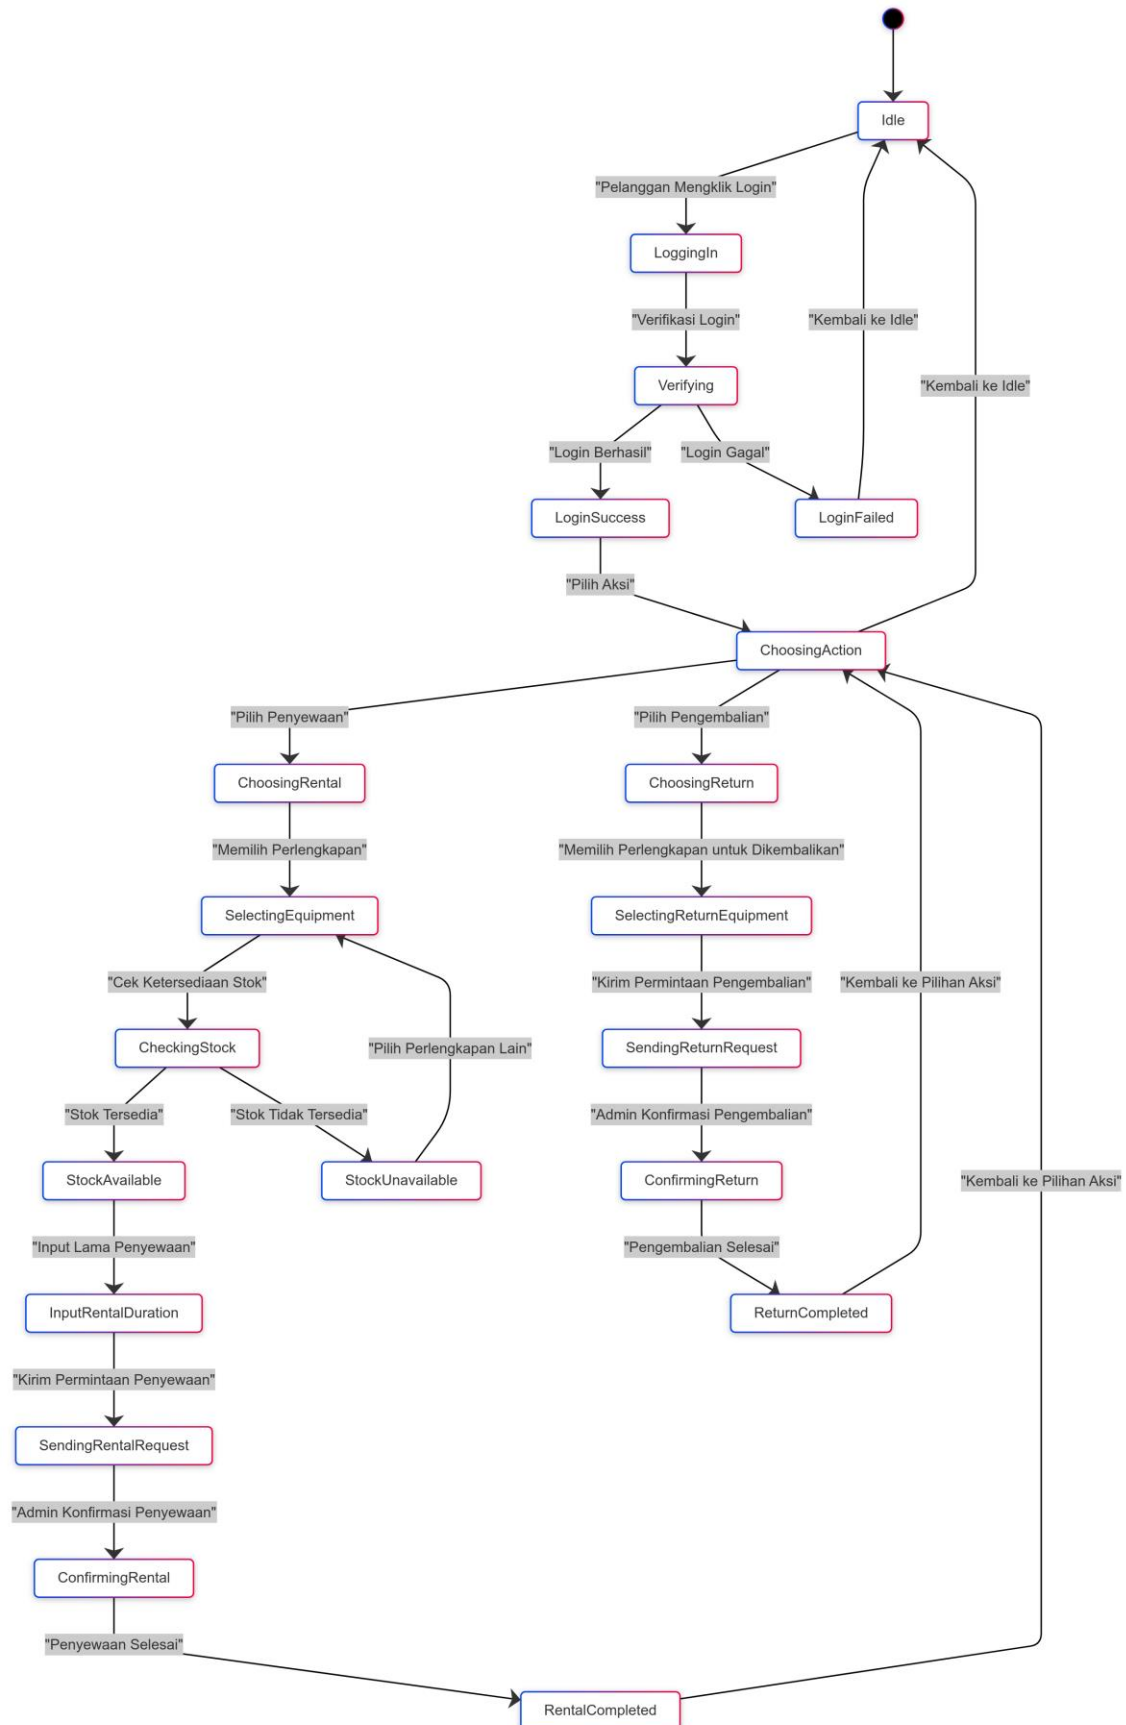 Idle
"Pelanggan Mengklik Login"
LoggingIn
"Verifikasi Login"
"Kembali ke Idle"
Verifying
"Kembali ke Idle"
"Login Berhasil"
"Login Gagal"
LoginSuccess
LoginFailed
"Pilih Aksi"
ChoosingAction
"Pilih Penyewaan"
"Pilih Pengembalian"
ChoosingRental
ChoosingReturn
"Memilih Perlengkapan"
"Memilih Perlengkapan untuk Dikembalikan"
SelectingEquipment
SelectingReturnEquipment
"Cek Ketersediaan Stok"
"Kirim Permintaan Pengembalian"
"Kembali ke Pilihan Aksi"
CheckingStock
"Pilih Perlengkapan Lain"
SendingReturnRequest
"Stok Tersedia"
"Stok Tidak Tersedia"
"Admin Konfirmasi Pengembalian"
StockAvailable
StockUnavailable
ConfirmingReturn
"Kembali ke Pilihan Aksi"
"Input Lama Penyewaan"
"Pengembalian Selesai"
InputRentalDuration
ReturnCompleted
"Kirim Permintaan Penyewaan"
SendingRentalRequest
"Admin Konfirmasi Penyewaan"
ConfirmingRental
"Penyewaan Selesai"
RentalCompleted